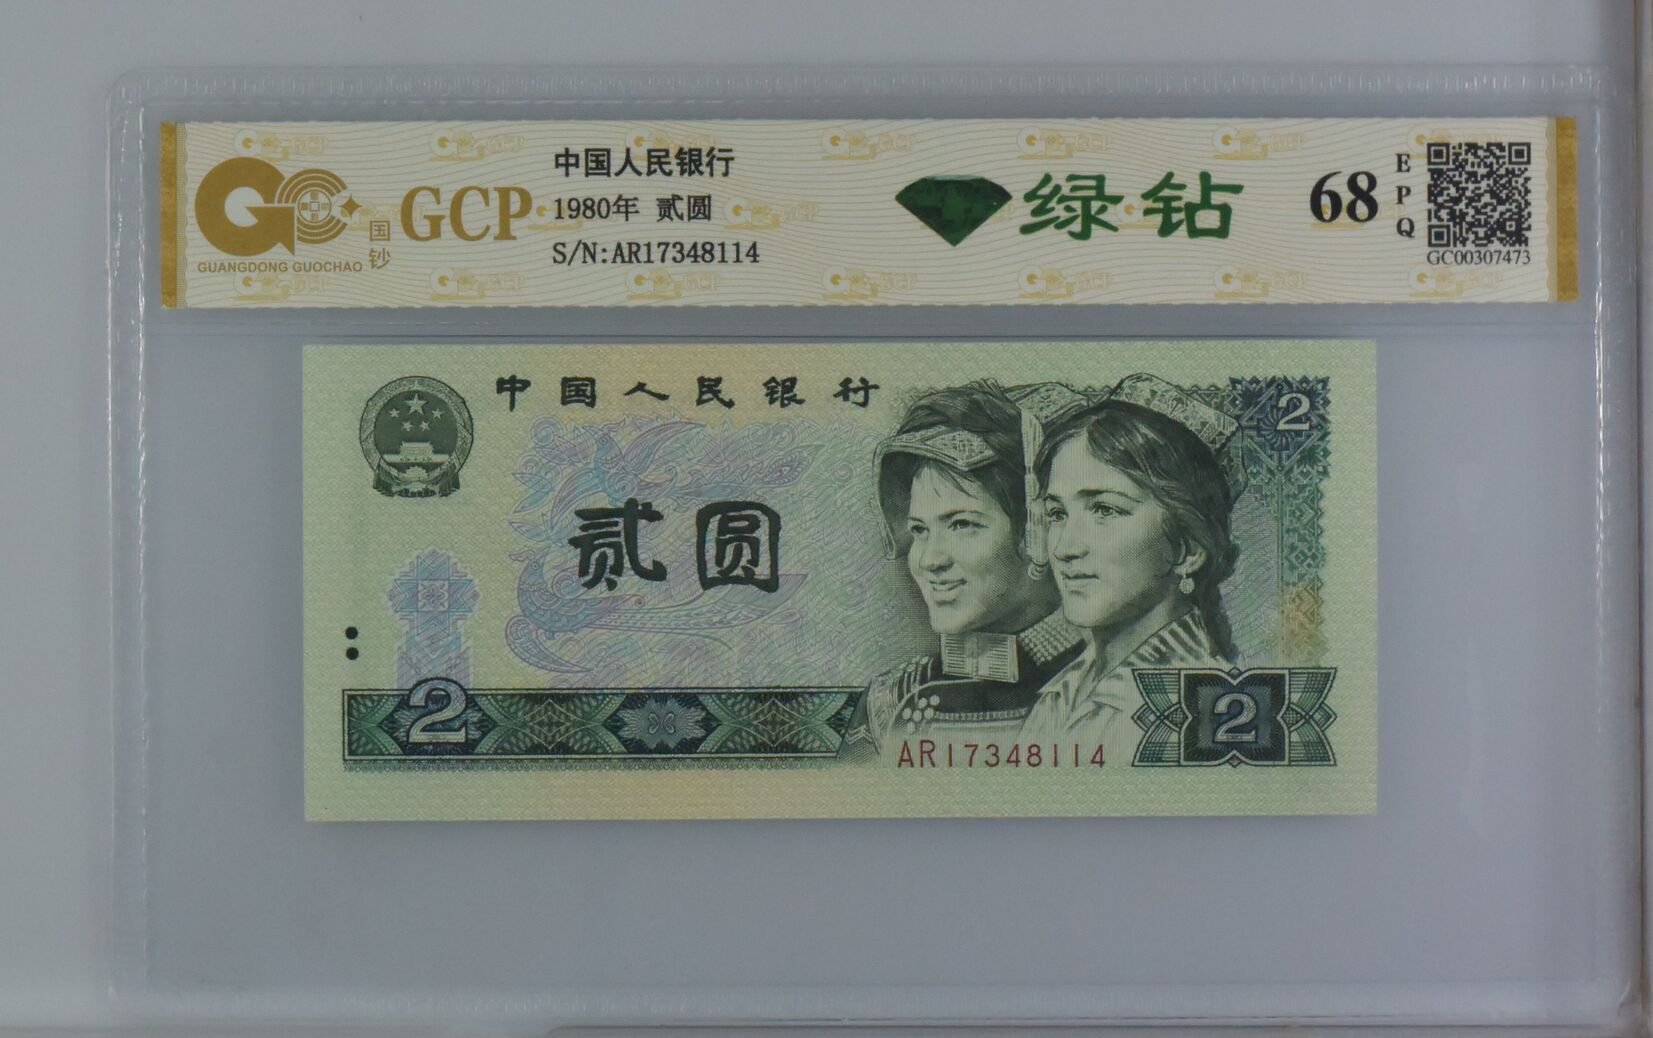 GCP
国钞
GUANGDONG GUOCHAO
中国人民银行
1980年 贰圆
S/N:AR17348114
绿钻
68
EPQ
GC00307473
中国人民银行
2
贰圆
2
AR17348114
2